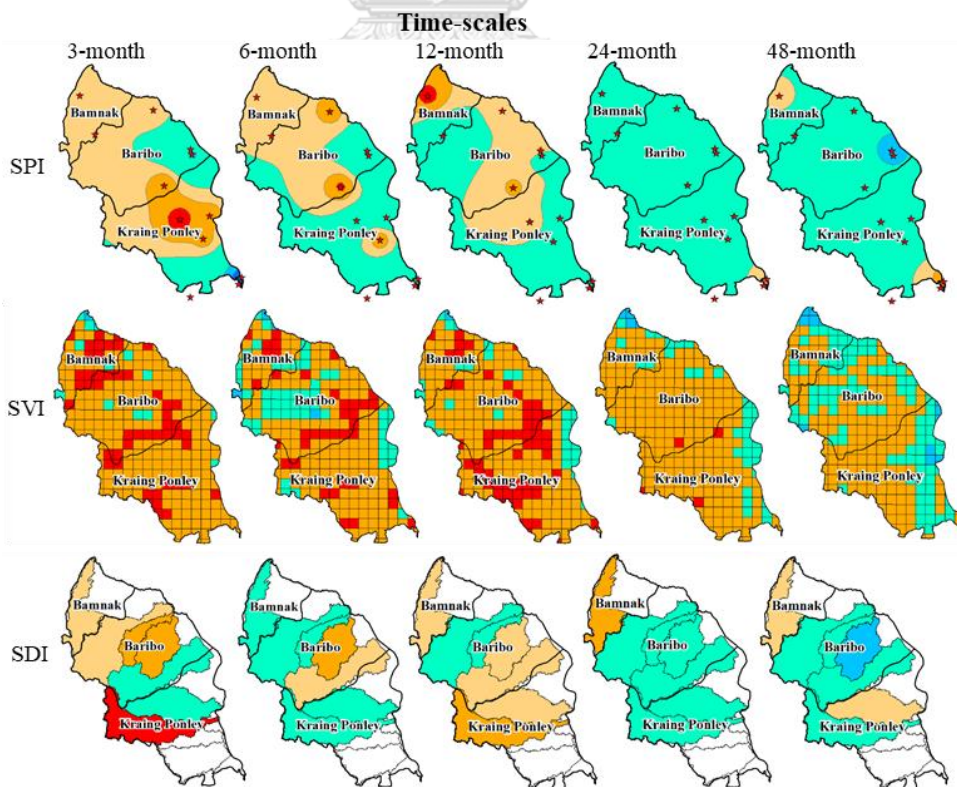 Time-scales
3-month 6-month 12-month 24-month 48-month
SPI
Bamnak Bamnak Bamnak Bamnak Bamnak
Baribo Baribo Baribo Baribo Baribo
Kraing Ponley Kraing Ponley Kraing Ponley Kraing Ponley Kraing Ponley
SVI
Bamnak Bamnak Bamnak Bamnak Bamnak
Baribo Baribo Baribo Baribo Baribo
Kraing Ponley Kraing Ponley Kraing Ponley Kraing Ponley Kraing Ponley
SDI
Bamnak Bamnak Bamnak Bamnak Bamnak
Baribo Baribo Baribo Baribo Baribo
Kraing Ponley Kraing Ponley Kraing Ponley Kraing Ponley Kraing Ponley